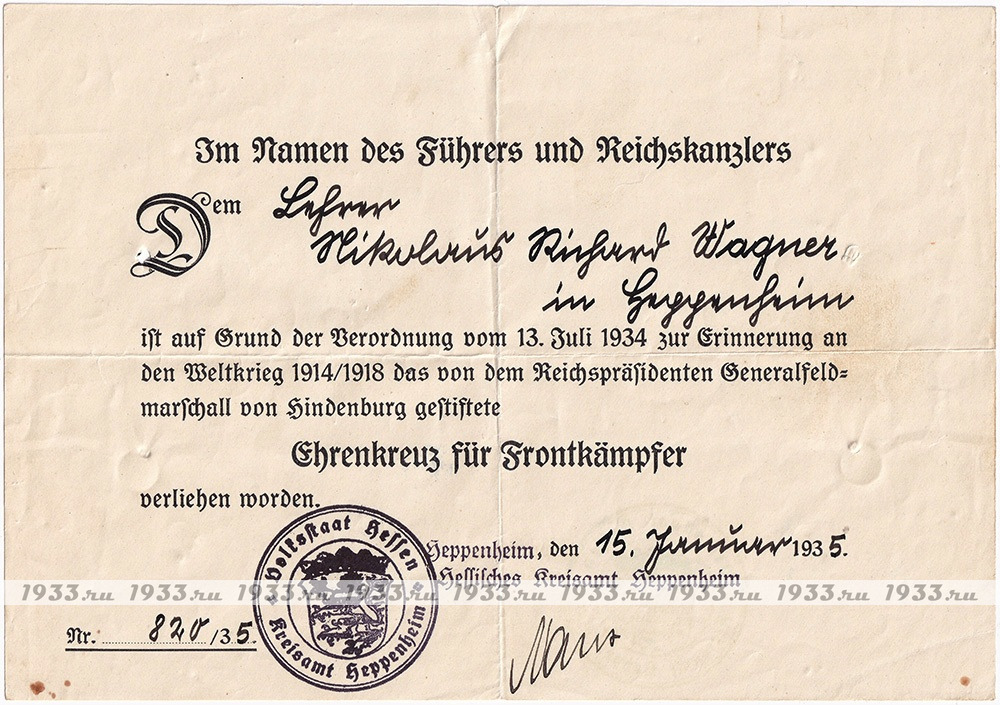 Im Namen des Führers und Reichskanzlers
Dem Lehrer
Nikolaus Richard Wagner
in Heppenheim
ist auf Grund der Verordnung vom 13. Juli 1934 zur Erinnerung an
den Weltkrieg 1914/1918 das von dem Reichspräsidenten Generalfeld=
marschall von Hindenburg gestiftete
Ehrenkreuz für Frontkämpfer
verliehen worden.
Volksstaat Hessen
Kreisamt Heppenheim
Heppenheim, den 15. Januar 1935.
Hessisches Kreisamt Heppenheim
1933.ru 1933.ru 1933.ru 1933.ru 1933.ru 1933.ru 1933.ru 1933.ru 1933.ru
Nr. 820/35.